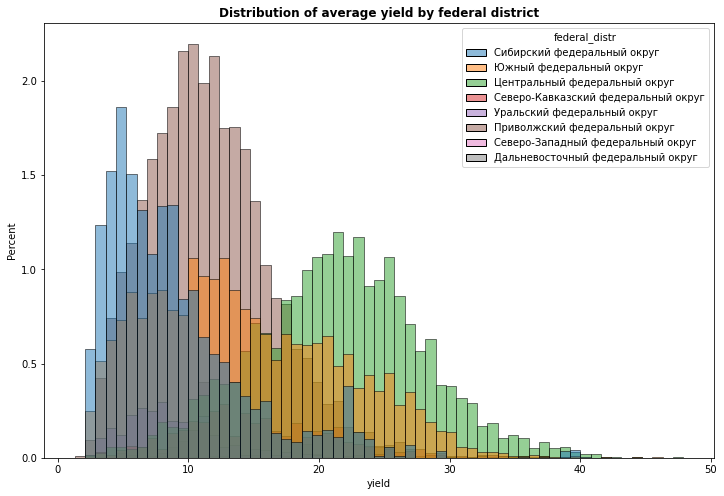 Distribution of average yield by federal district
federal_distr
Сибирский федеральный округ
Южный федеральный округ
Центральный федеральный округ
Северо-Кавказский федеральный округ
Уральский федеральный округ
Приволжский федеральный округ
Северо-Западный федеральный округ
Дальневосточный федеральный округ
Percent
2.0
1.5
1.0
0.5
0.0
0 10 20 30 40 50
yield